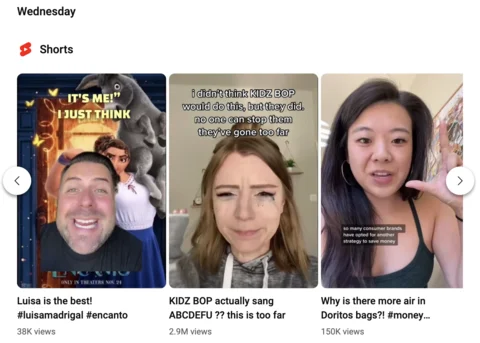 Wednesday
Shorts
IT'S ME!"
I JUST THINK
ENCANTO
ONLY IN THEATERS NOV 24
i didn't think KIDZ BOP
would do this, but they did.
no one can stop them
they've gone too far
so many consumer brands
have opted for another
strategy to save money
Luisa is the best!
#luisamadrigal #encanto
38K views
KIDZ BOP actually sang
ABCDEFU ?? this is too far
2.9M views
Why is there more air in
Doritos bags?! #money…
150K views